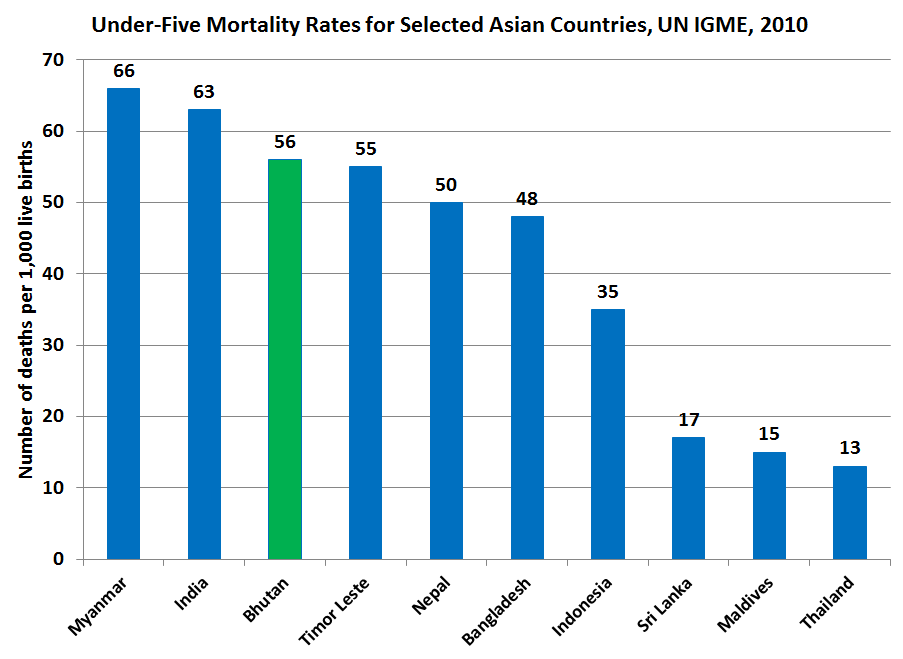 Under-Five Mortality Rates for Selected Asian Countries, UN IGME, 2010
Number of deaths per 1,000 live births
70
60
50
40
30
20
10
0
66
63
56
55
50
48
35
17
15
13
Myanmar
India
Bhutan
Timor Leste
Nepal
Bangladesh
Indonesia
Sri Lanka
Maldives
Thailand